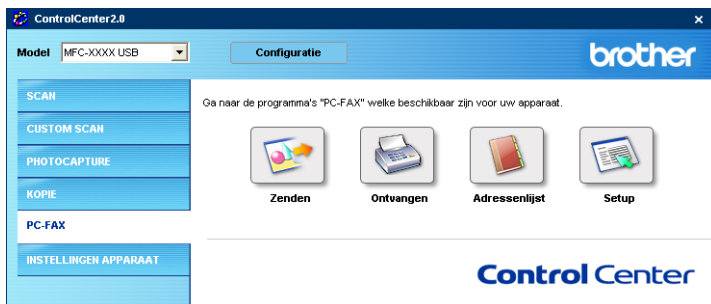 ControlCenter2.0
Model MFC-XXXX USB Configuratie brother
SCAN
CUSTOM SCAN
PHOTOCAPTURE
KOPIE
PC-FAX
INSTELLINGEN APPARAAT
Ga naar de programma's "PC-FAX" welke beschikbaar zijn voor uw apparaat.
Zenden Ontvangen Adressenlijst Setup
Control Center